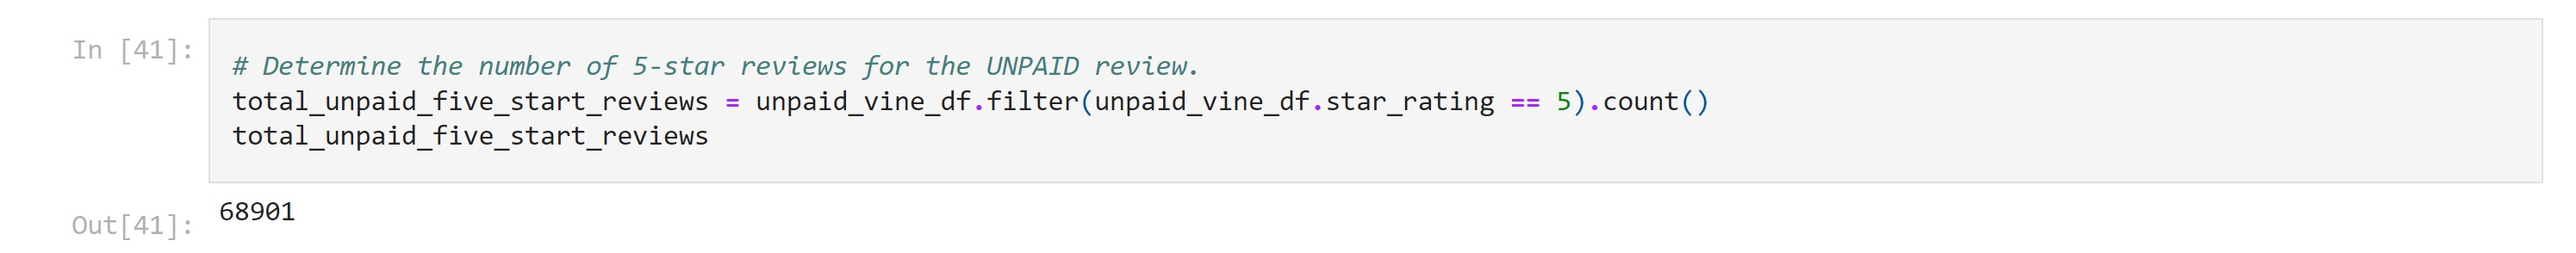 In [41]:
# Determine the number of 5-star reviews for the UNPAID review.
total_unpaid_five_start_reviews = unpaid_vine_df.filter(unpaid_vine_df.star_rating == 5).count()
total_unpaid_five_start_reviews
Out[41]:
68901